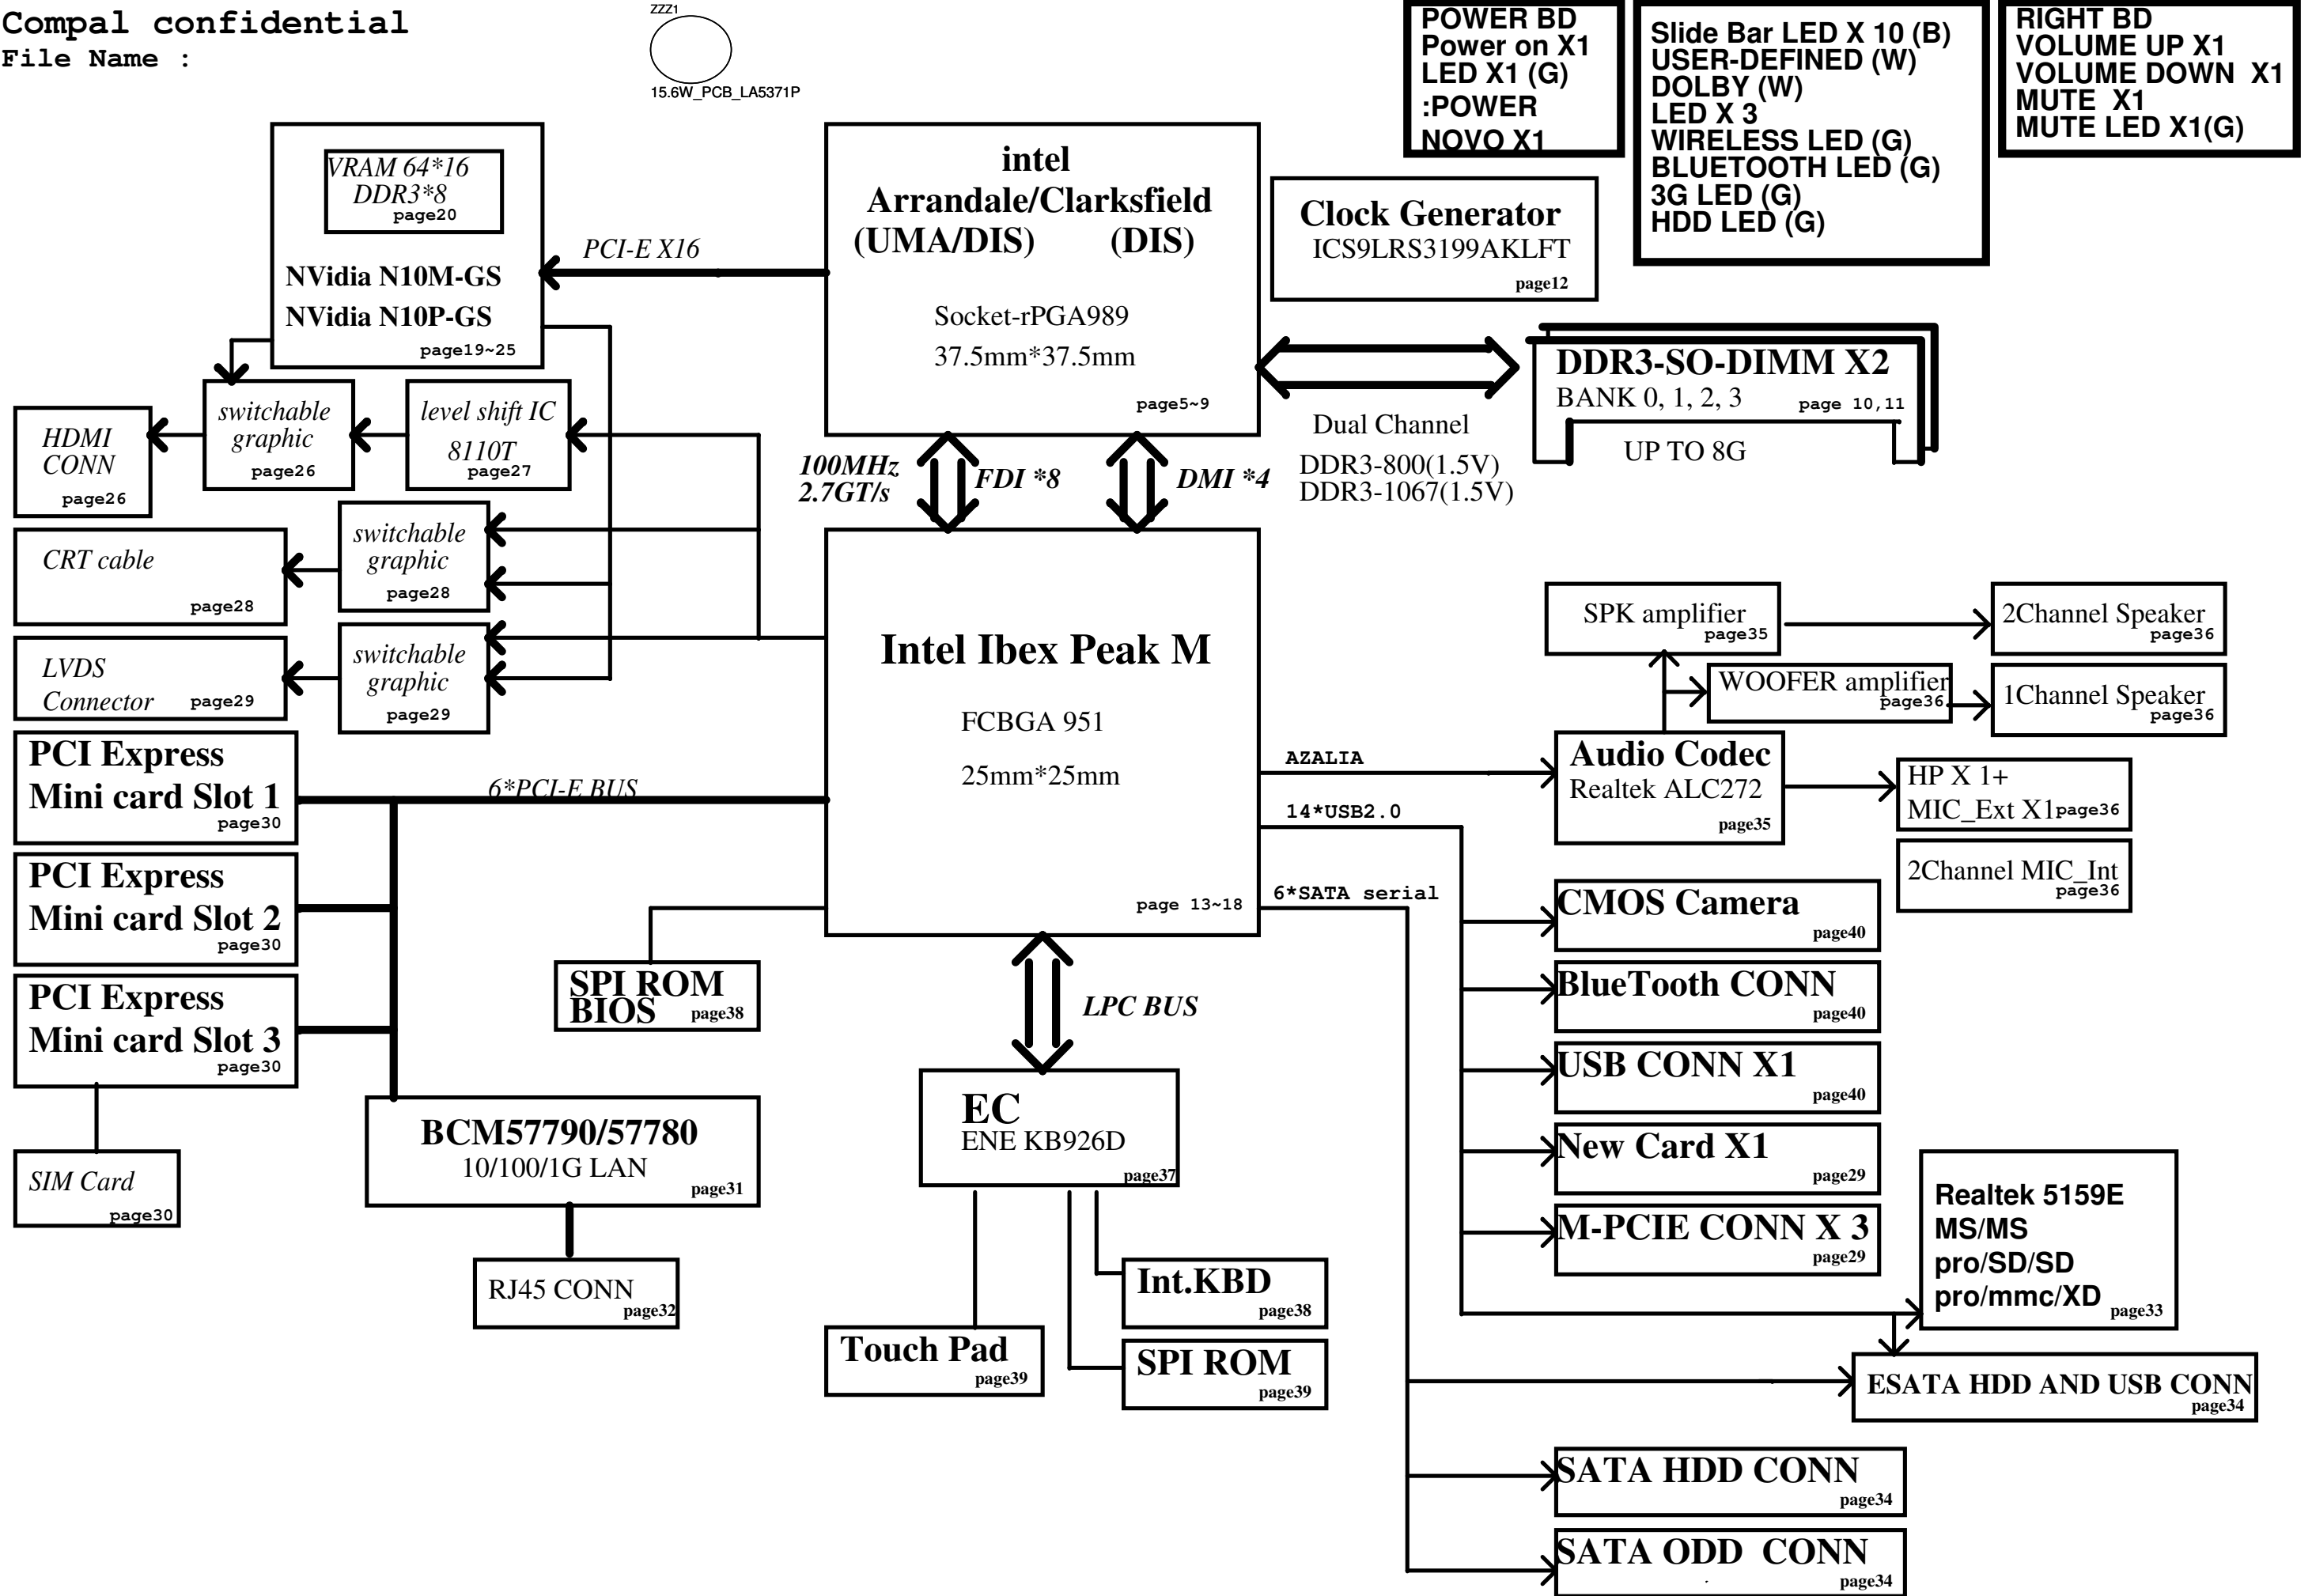 Compal confidential
File Name :
ZZZ1
15.6W_PCB_LA5371P
POWER BD
Power on X1
LED X1 (G)
:POWER
NOVO X1
Slide Bar LED X 10 (B)
USER-DEFINED (W)
DOLBY (W)
LED X 3
WIRELESS LED (G)
BLUETOOTH LED (G)
3G LED (G)
HDD LED (G)
RIGHT BD
VOLUME UP X1
VOLUME DOWN X1
MUTE X1
MUTE LED X1(G)
VRAM 64*16
DDR3*8
page20
NVidia N10M-GS
NVidia N10P-GS
page19~25
PCI-E X16
intel
Arrandale/Clarksfield
(UMA/DIS) (DIS)
Socket-rPGA989
37.5mm*37.5mm
page5~9
Clock Generator
ICS9LRS3199AKLFT
page12
DDR3-SO-DIMM X2
BANK 0, 1, 2, 3 page 10,11
UP TO 8G
Dual Channel
DDR3-800(1.5V)
DDR3-1067(1.5V)
HDMI
CONN
page26
switchable
graphic
page26
level shift IC
8110T
page27
100MHz
2.7GT/s
FDI *8
DMI *4
CRT cable
page28
switchable
graphic
page28
LVDS
Connector page29
switchable
graphic
page29
Intel Ibex Peak M
FCBGA 951
25mm*25mm
page 13~18
SPK amplifier
page35
2Channel Speaker
page36
WOOFER amplifier
page36
1Channel Speaker
page36
AZALIA
Audio Codec
Realtek ALC272
page35
HP X 1+
MIC_Ext X1page36
2Channel MIC_Int
page36
14*USB2.0
6*SATA serial
PCI Express
Mini card Slot 1
page30
6*PCI-E BUS
PCI Express
Mini card Slot 2
page30
PCI Express
Mini card Slot 3
page30
SIM Card
page30
SPI ROM
BIOS page38
LPC BUS
BCM57790/57780
10/100/1G LAN
page31
RJ45 CONN
page32
EC
ENE KB926D
page37
Int.KBD
page38
Touch Pad
page39
SPI ROM
page39
CMOS Camera
page40
BlueTooth CONN
page40
USB CONN X1
page40
New Card X1
page29
M-PCIE CONN X 3
page29
Realtek 5159E
MS/MS
pro/SD/SD
pro/mmc/XD page33
ESATA HDD AND USB CONN
page34
SATA HDD CONN
page34
SATA ODD CONN
page34